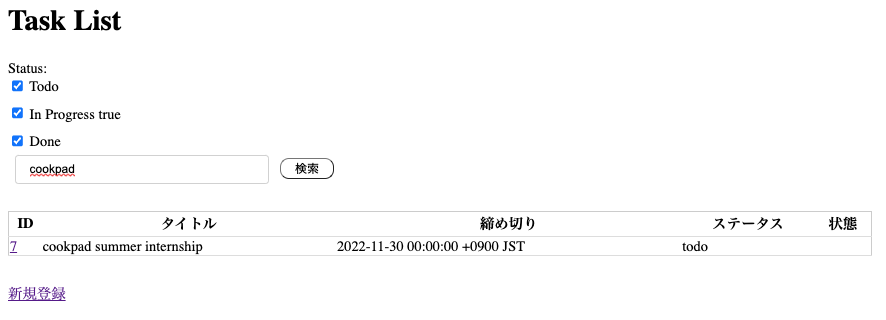 Task List
Status:
Todo
In Progress true
Done
cookpad 検索
ID タイトル 締め切り ステータス 状態
7 cookpad summer internship 2022-11-30 00:00:00 +0900 JST todo
新規登録